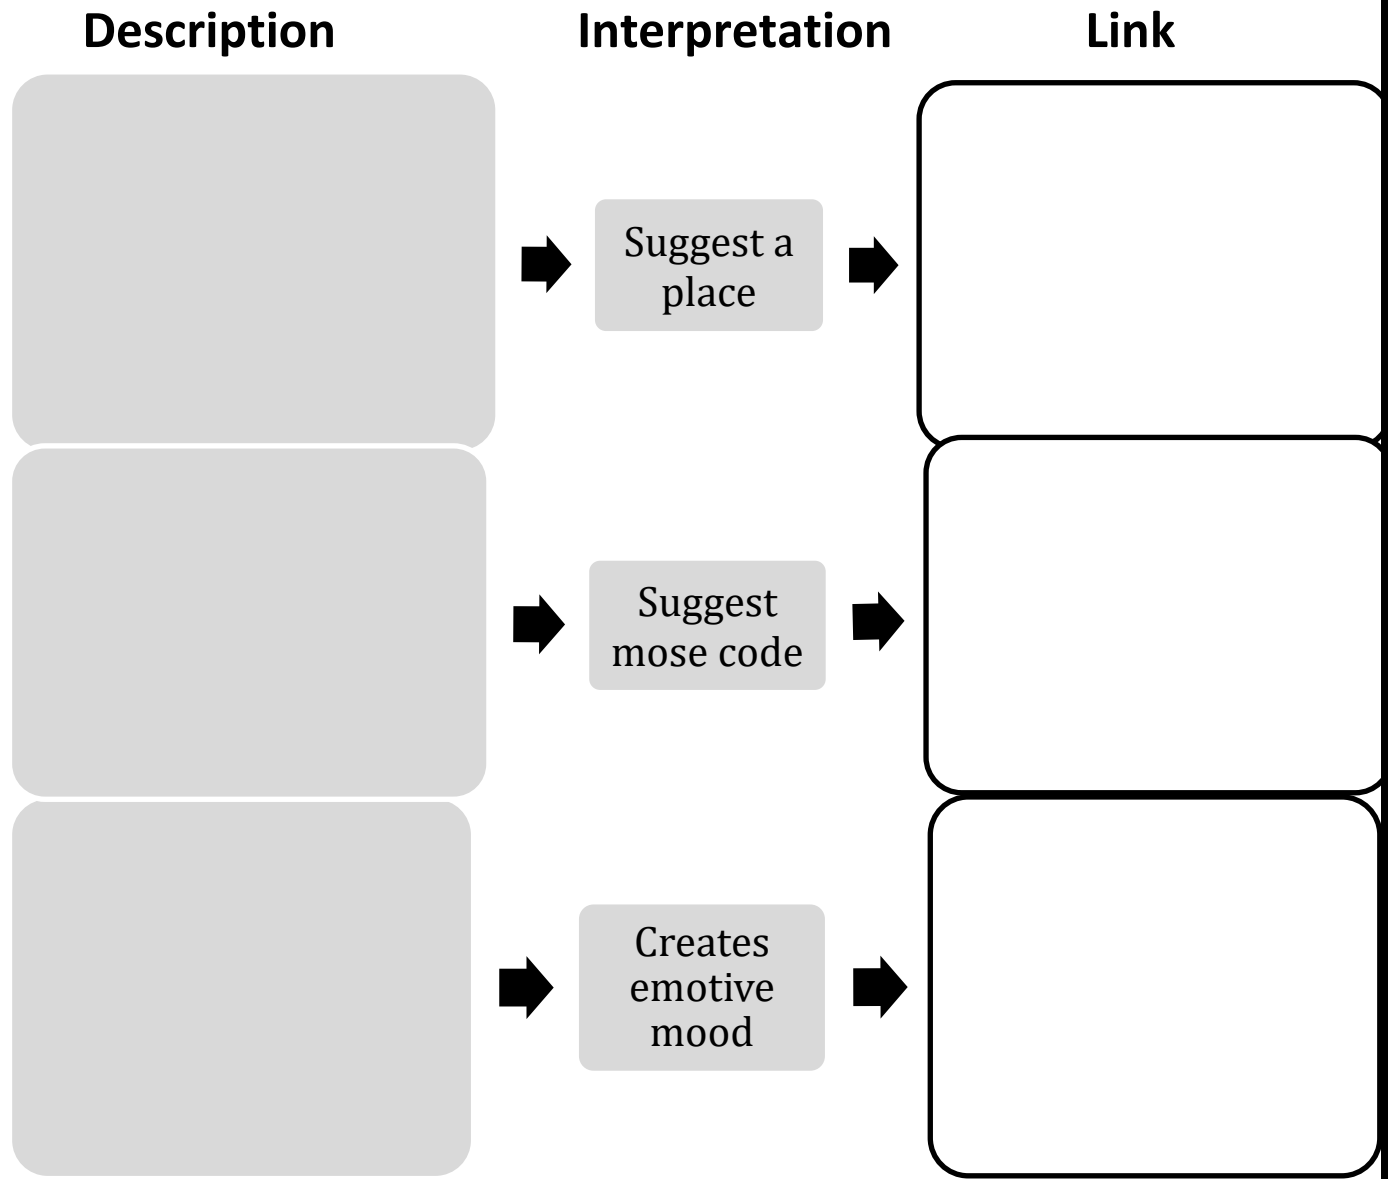 Description Interpretation Link
Suggest a
place
Suggest
mose code
Creates
emotive
mood